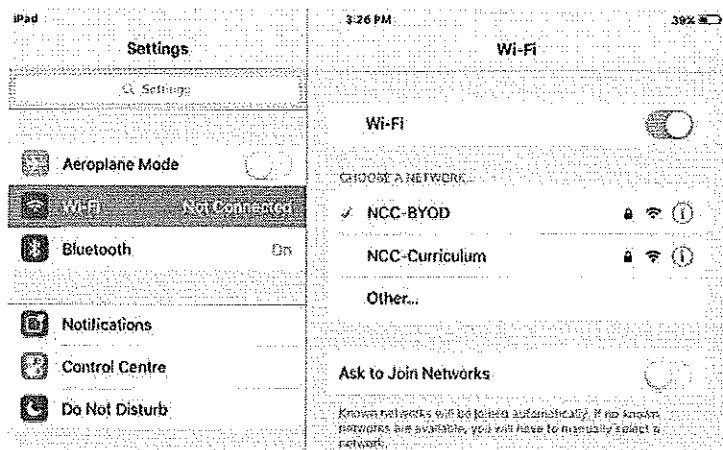 iPad
Settings
Settings
Aeroplane Mode
Wi-Fi Not Connected
Bluetooth On
Notifications
Control Centre
Do Not Disturb
3:26 PM 39%
Wi-Fi
Wi-Fi
CHOOSE A NETWORK...
✓ NCC-BYOD
NCC-Curriculum
Other...
Ask to Join Networks
Known networks will be joined automatically. If no known
networks are available, you will have to manually select a
network.